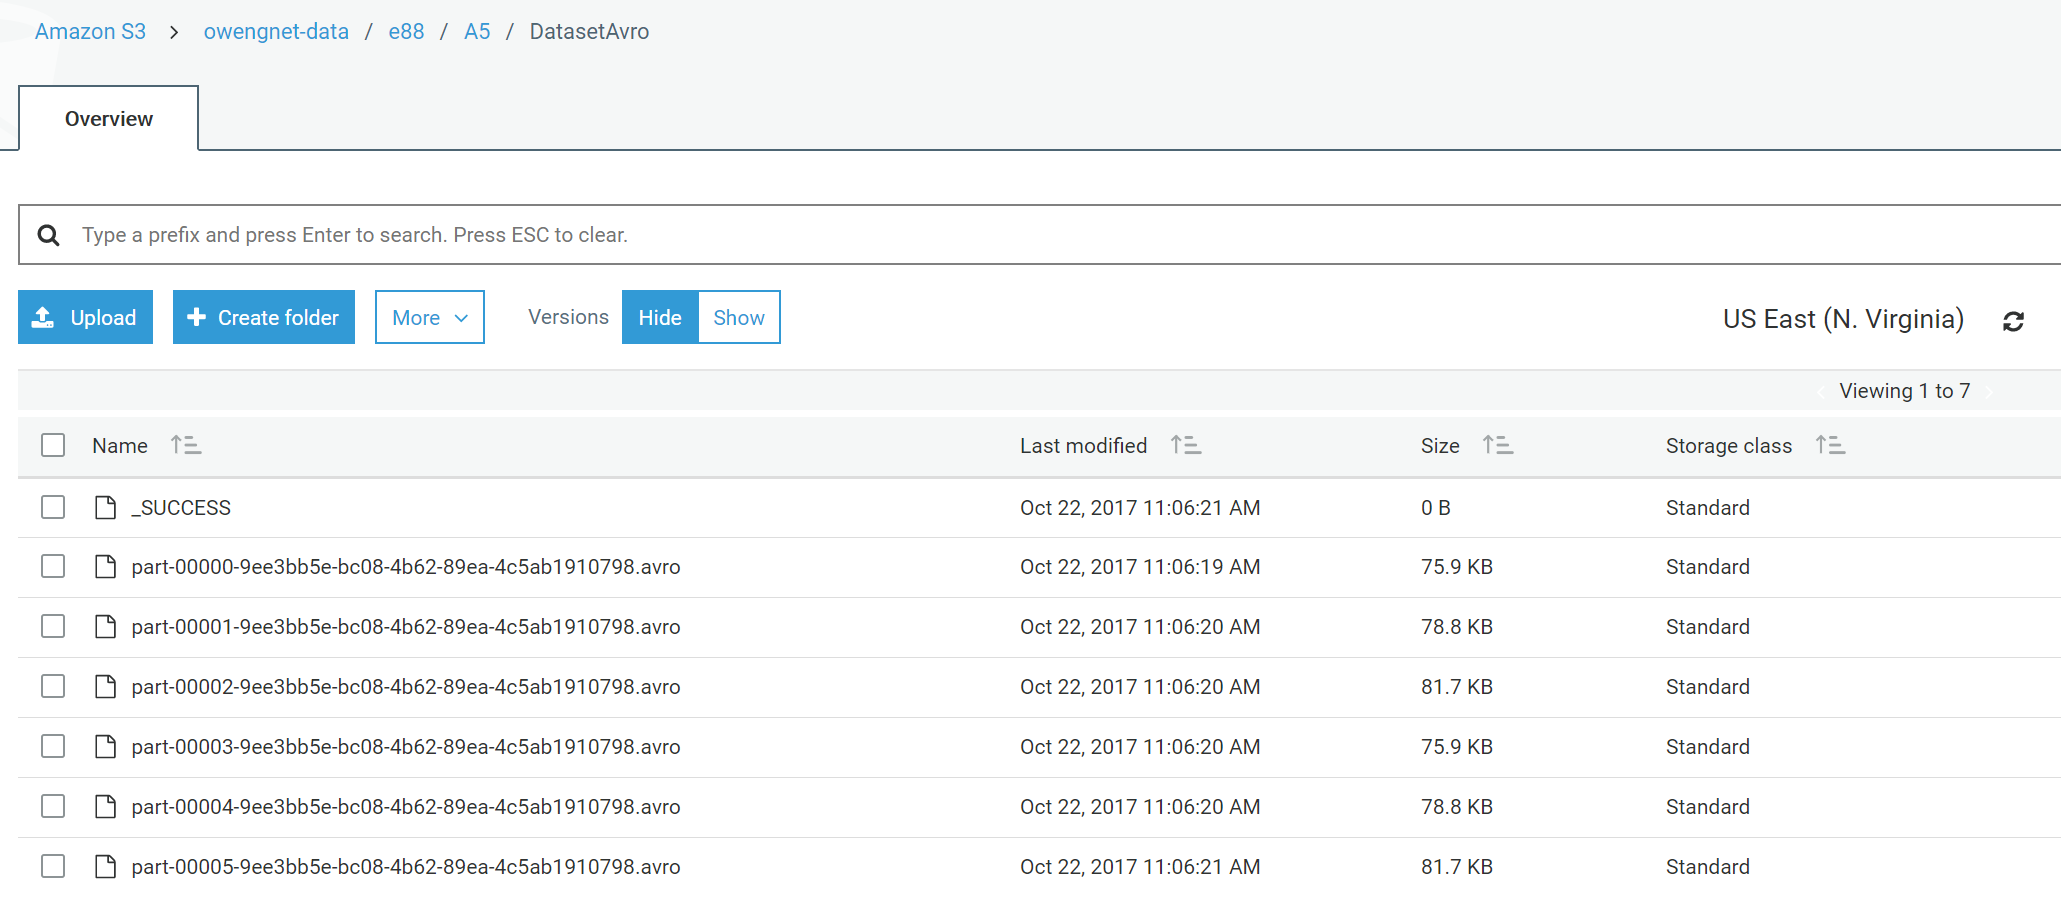 Amazon S3 > owengnet-data / e88 / A5 / DatasetAvro
Overview
Type a prefix and press Enter to search. Press ESC to clear.
Upload Create folder More Versions Hide Show US East (N. Virginia)
Viewing 1 to 7
Name Last modified Size Storage class
_SUCCESS Oct 22, 2017 11:06:21 AM 0 B Standard
part-00000-9ee3bb5e-bc08-4b62-89ea-4c5ab1910798.avro Oct 22, 2017 11:06:19 AM 75.9 KB Standard
part-00001-9ee3bb5e-bc08-4b62-89ea-4c5ab1910798.avro Oct 22, 2017 11:06:20 AM 78.8 KB Standard
part-00002-9ee3bb5e-bc08-4b62-89ea-4c5ab1910798.avro Oct 22, 2017 11:06:20 AM 81.7 KB Standard
part-00003-9ee3bb5e-bc08-4b62-89ea-4c5ab1910798.avro Oct 22, 2017 11:06:20 AM 75.9 KB Standard
part-00004-9ee3bb5e-bc08-4b62-89ea-4c5ab1910798.avro Oct 22, 2017 11:06:20 AM 78.8 KB Standard
part-00005-9ee3bb5e-bc08-4b62-89ea-4c5ab1910798.avro Oct 22, 2017 11:06:21 AM 81.7 KB Standard